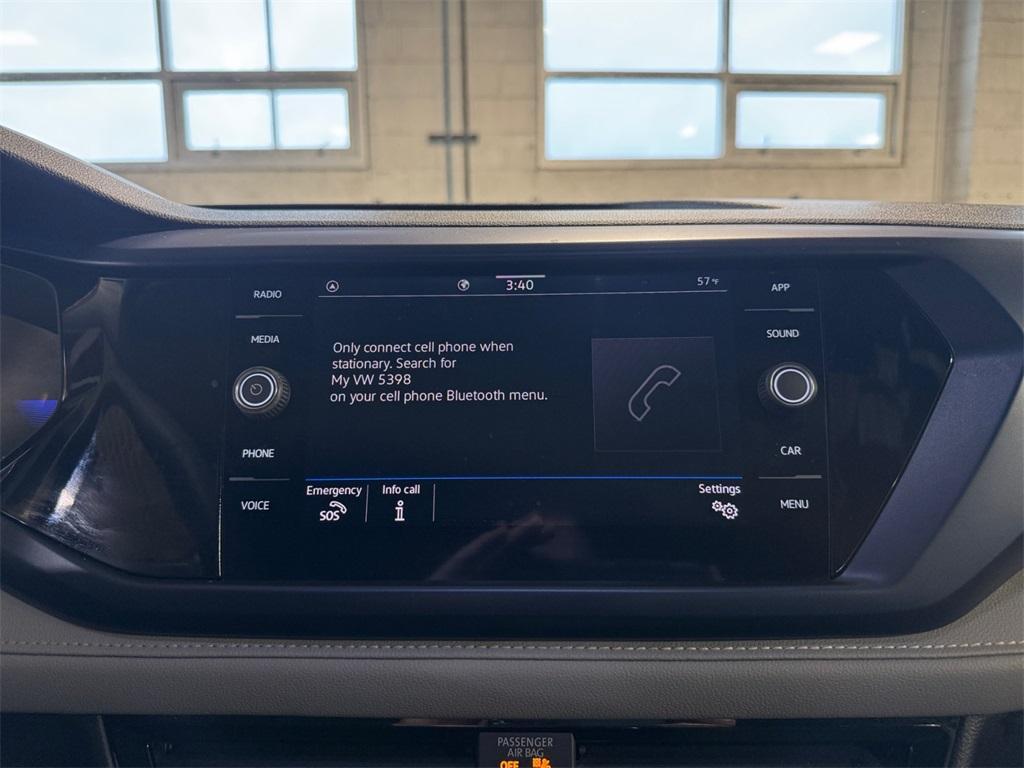 RADIO
MEDIA
PHONE
VOICE
3:40
57°F
Only connect cell phone when
stationary. Search for
My VW 5398
on your cell phone Bluetooth menu.
Emergency
SOS
Info call
i
Settings
APP
SOUND
CAR
MENU
PASSENGER
AIR BAG
OFF